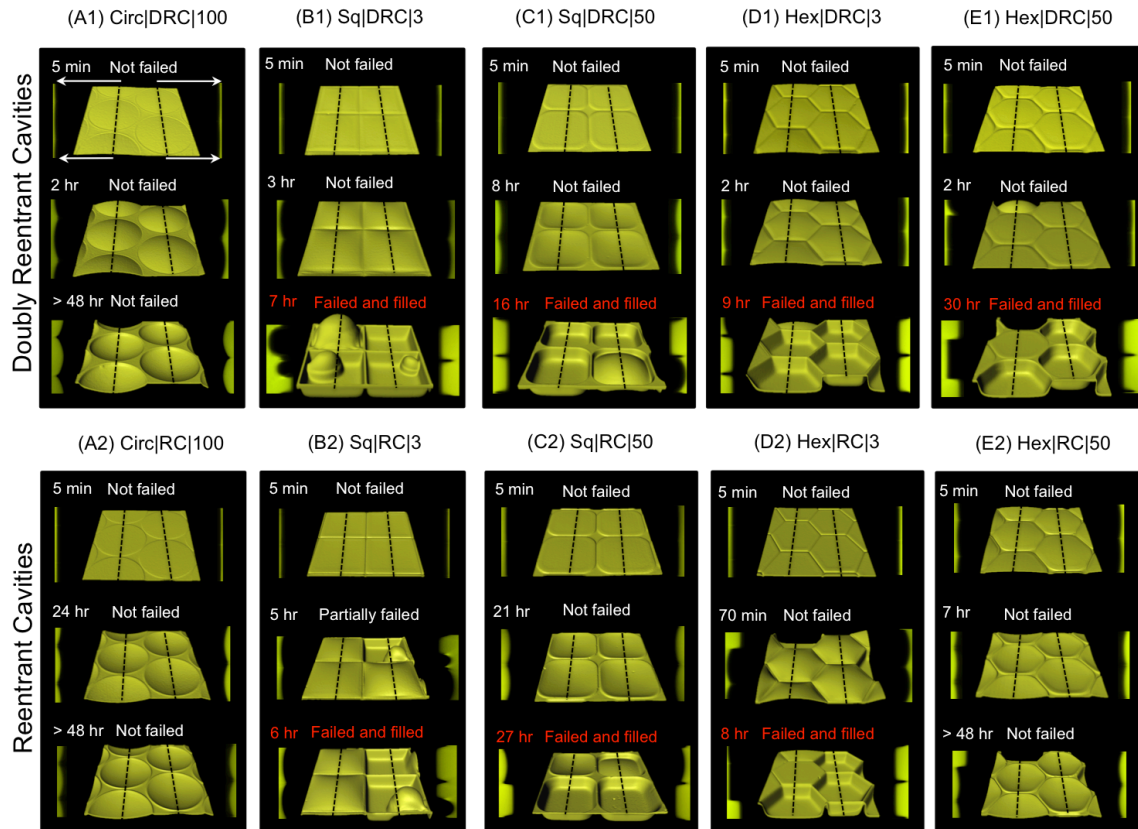 (A1) Circ|DRC|100
(B1) Sq|DRC|3
(C1) Sq|DRC|50
(D1) Hex|DRC|3
(E1) Hex|DRC|50
Doubly Reentrant Cavities
5 min Not failed
2 hr Not failed
> 48 hr Not failed
5 min Not failed
3 hr Not failed
7 hr Failed and filled
5 min Not failed
8 hr Not failed
16 hr Failed and filled
5 min Not failed
2 hr Not failed
9 hr Failed and filled
5 min Not failed
2 hr Not failed
30 hr Failed and filled
(A2) Circ|RC|100
(B2) Sq|RC|3
(C2) Sq|RC|50
(D2) Hex|RC|3
(E2) Hex|RC|50
Reentrant Cavities
5 min Not failed
24 hr Not failed
> 48 hr Not failed
5 min Not failed
5 hr Partially failed
6 hr Failed and filled
5 min Not failed
21 hr Not failed
27 hr Failed and filled
5 min Not failed
70 min Not failed
8 hr Failed and filled
5 min Not failed
7 hr Not failed
> 48 hr Not failed